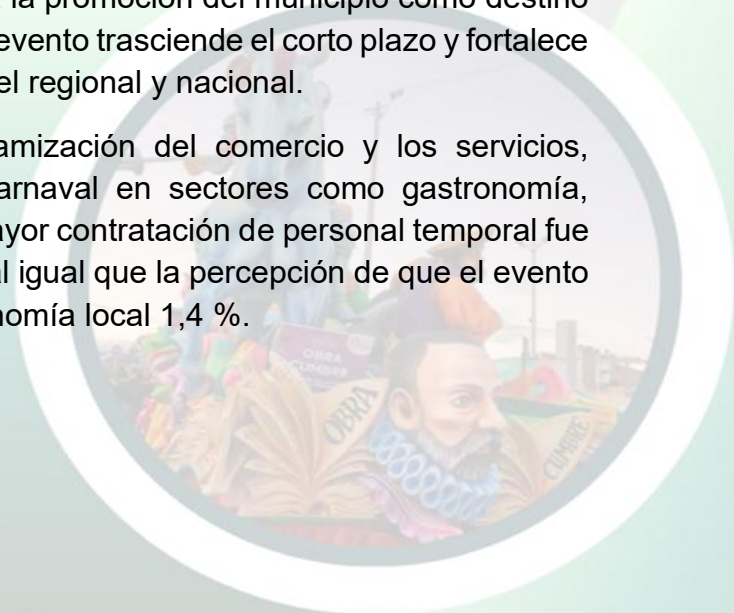 la promoción del municipio como destino
evento trasciende el corto plazo y fortalece
el regional y nacional.
amización del comercio y los servicios,
arnaval en sectores como gastronomía,
ayor contratación de personal temporal fue
al igual que la percepción de que el evento
nomía local 1,4 %.
OBRA
CUMBRE
OBRA
CUMBRE